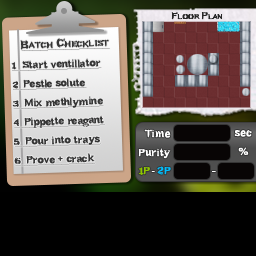 Batch Checklist
1 Start ventillator
2 Pestle solute
3 Mix methlymine
4 Pippette reagant
5 Pour into trays
6 Prove + crack
Floor Plan
Time sec
Purity %
1P - 2P -